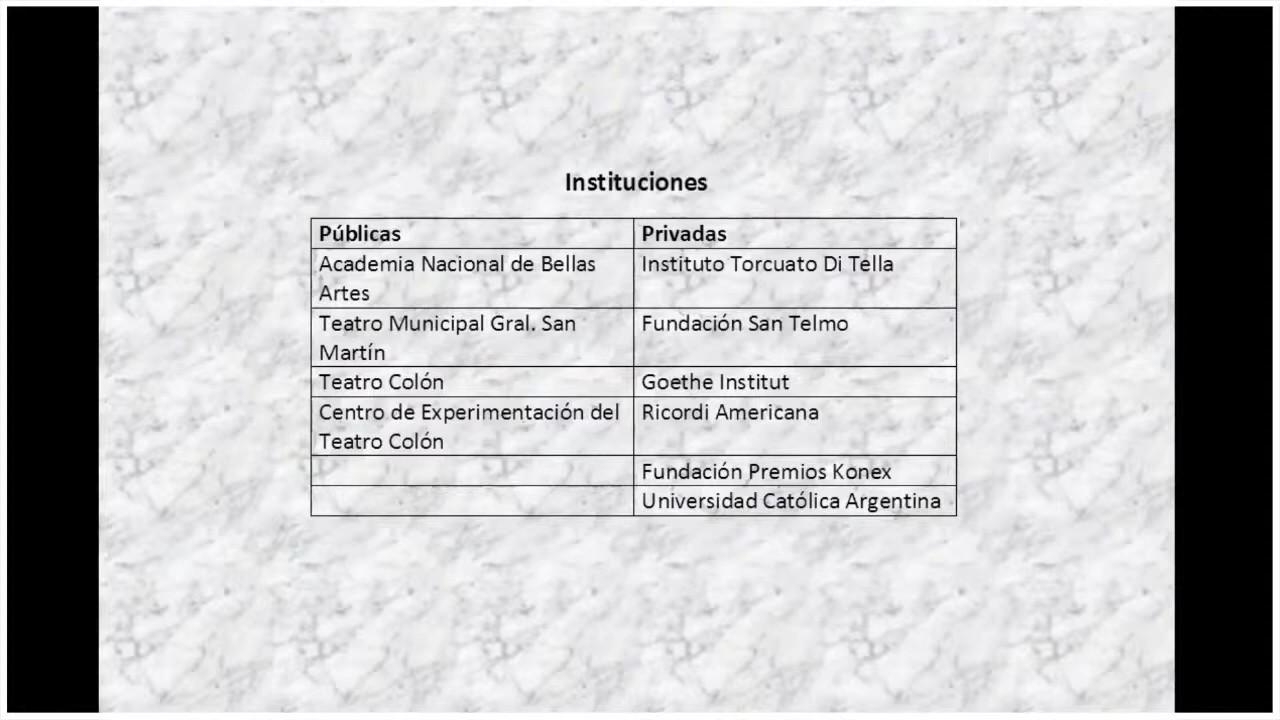 Instituciones
Públicas Privadas
Academia Nacional de Bellas Instituto Torcuato Di Tella
Artes
Teatro Municipal Gral. San Fundación San Telmo
Martín
Teatro Colón Goethe Institut
Centro de Experimentación del Ricordi Americana
Teatro Colón
Fundación Premios Konex
Universidad Católica Argentina